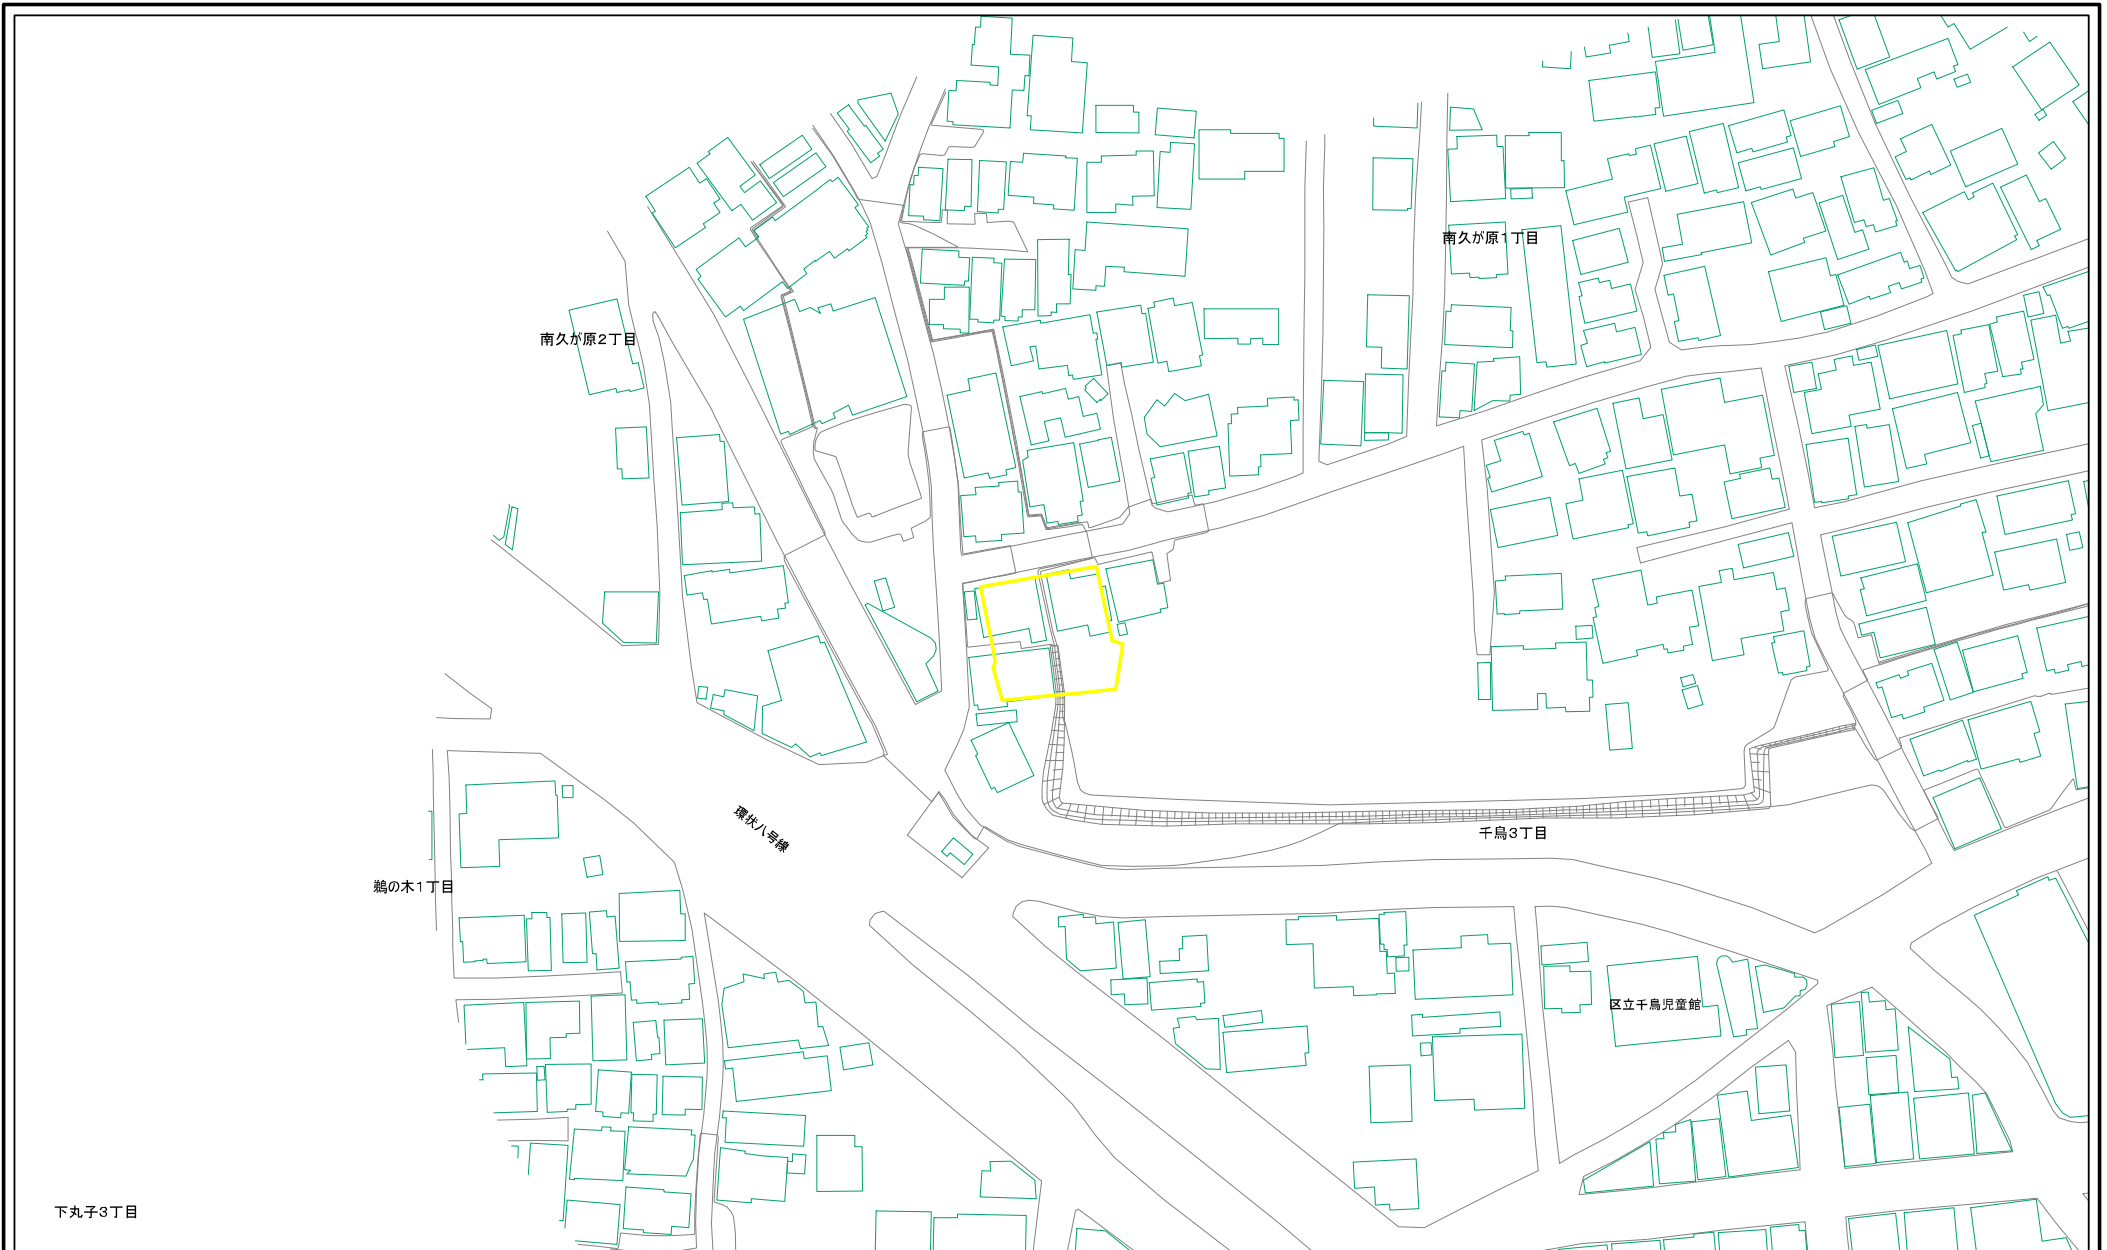 南久が原1丁目
南久が原2丁目
環状八号線
千鳥3丁目
鵜の木1丁目
区立千鳥児童館
下丸子3丁目